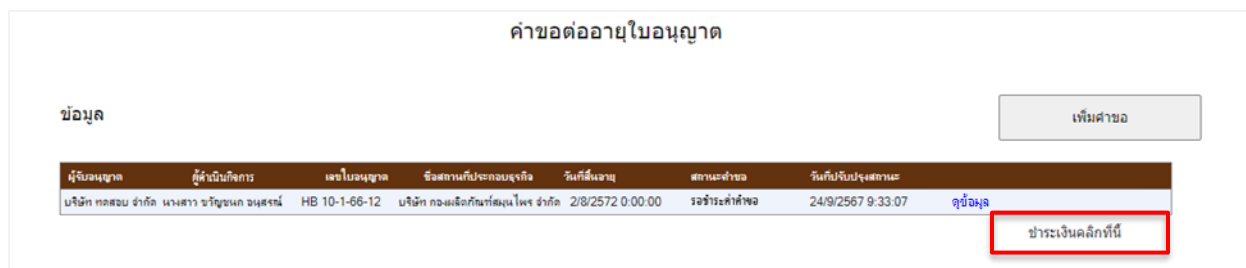 คำขอต่ออายุใบอนุญาต
ข้อมูล
เพิ่มคำขอ
ผู้รับอนุญาต ผู้ดำเนินกิจการ เลขใบอนุญาต ชื่อสถานที่ประกอบธุรกิจ วันที่สิ้นอายุ สถานะคำขอ วันที่ปรับปรุงสถานะ
บริษัท ทดสอบ จำกัด นางสาว ขวัญชนก อนุสรณ์ HB 10-1-66-12 บริษัท กองผลิตภัณฑ์สมุนไพร จำกัด 2/8/2572 0:00:00 รอชำระค่าคำขอ 24/9/2567 9:33:07 ดูข้อมูล
ชำระเงินคลิกที่นี้